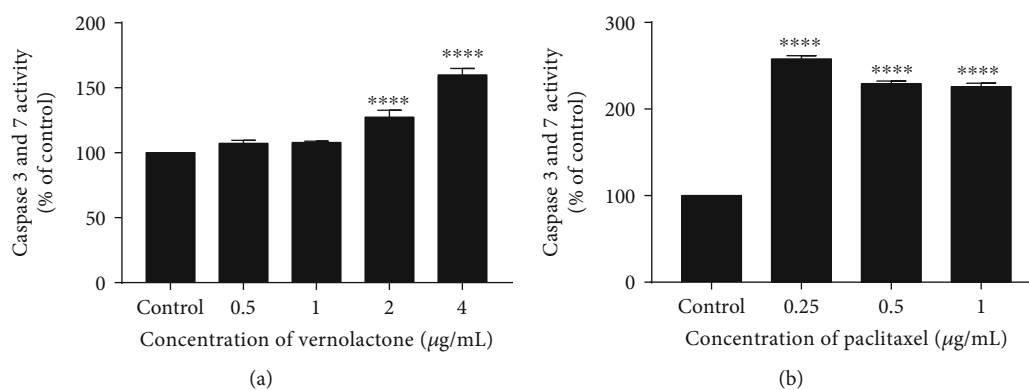 200
150
100
50
0
Caspase 3 and 7 activity
(% of control)
****
****
Control 0.5 1 2 4
Concentration of vernolactone (μg/mL)
(a)
300
200
100
0
Caspase 3 and 7 activity
(% of control)
****
****
****
Control 0.25 0.5 1
Concentration of paclitaxel (μg/mL)
(b)